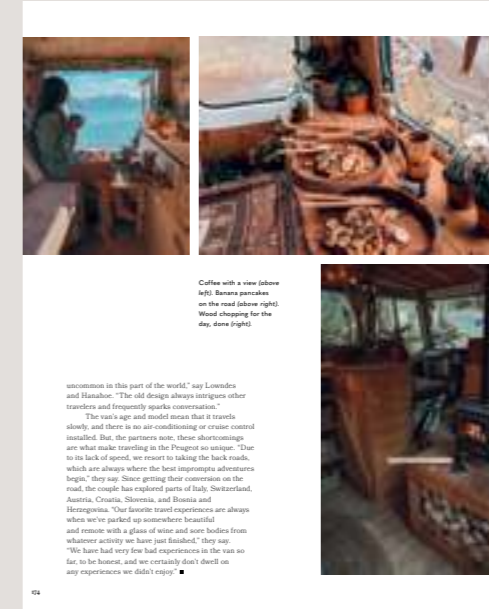 Coffee with a view (above
left). Banana pancakes
on the road (above right).
Wood chopping for the
day, done (right).
uncommon in this part of the world,” say Lowndes
and Hanahoe. “The old design always intrigues other
travelers and frequently sparks conversation.”
The van’s age and model mean that it travels
slowly, and there is no air-conditioning or cruise control
installed. But, the partners note, these shortcomings
are what make traveling in the Peugeot so unique. “Due
to its lack of speed, we resort to taking the back roads,
which are always where the best impromptu adventures
begin,” they say. Since getting their conversion on the
road, the couple has explored parts of Italy, Switzerland,
Austria, Croatia, Slovenia, and Bosnia and
Herzegovina. “Our favorite travel experiences are always
when we’ve parked up somewhere beautiful
and remote with a glass of wine and sore bodies from
whatever activity we have just finished,” they say.
“We have had very few bad experiences in the van so
far, to be honest, and we certainly don’t dwell on
any experiences we didn’t enjoy.” ■
174